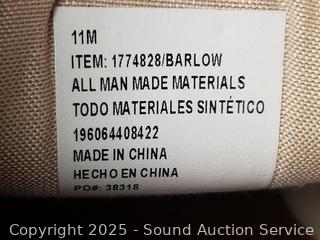 11M
ITEM: 1774828/BARLOW
ALL MAN MADE MATERIALS
TODO MATERIALES SINTÉTICO
196064408422
MADE IN CHINA
HECHO EN CHINA
PO#: 38318
Copyright 2025 - Sound Auction Service